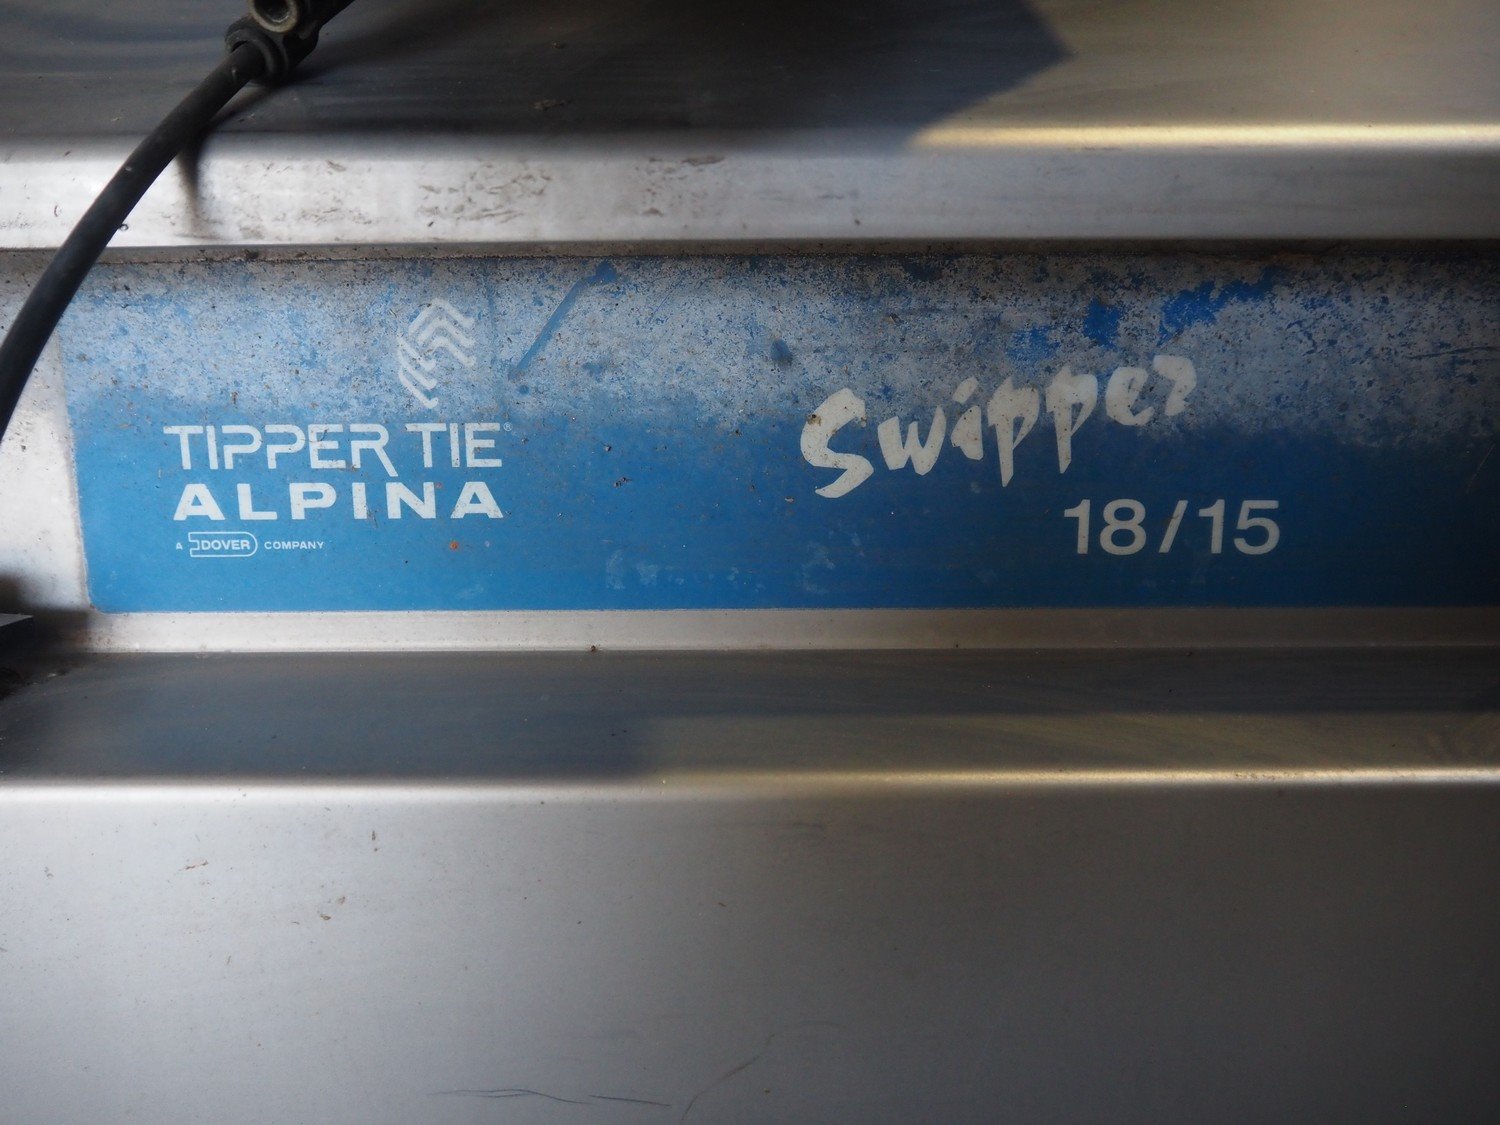 TIPPER TIE®
ALPINA
A DOVER COMPANY
Swipper
18/15